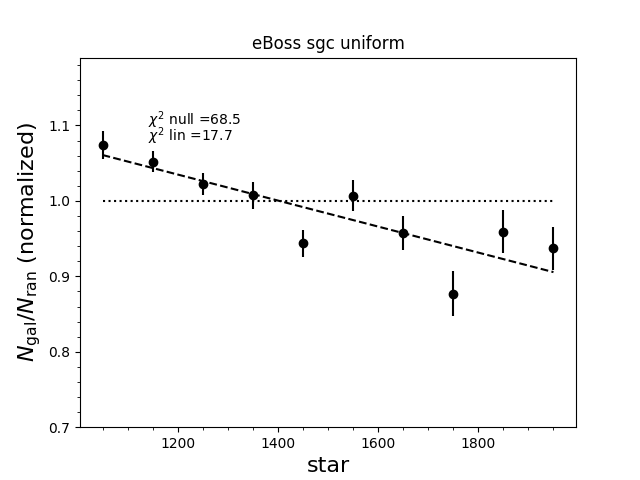 eBoss sgc uniform
χ² null =68.5
χ² lin =17.7
N_gal/N_ran (normalized)
1.1
1.0
0.9
0.8
0.7
1200 1400 1600 1800
star